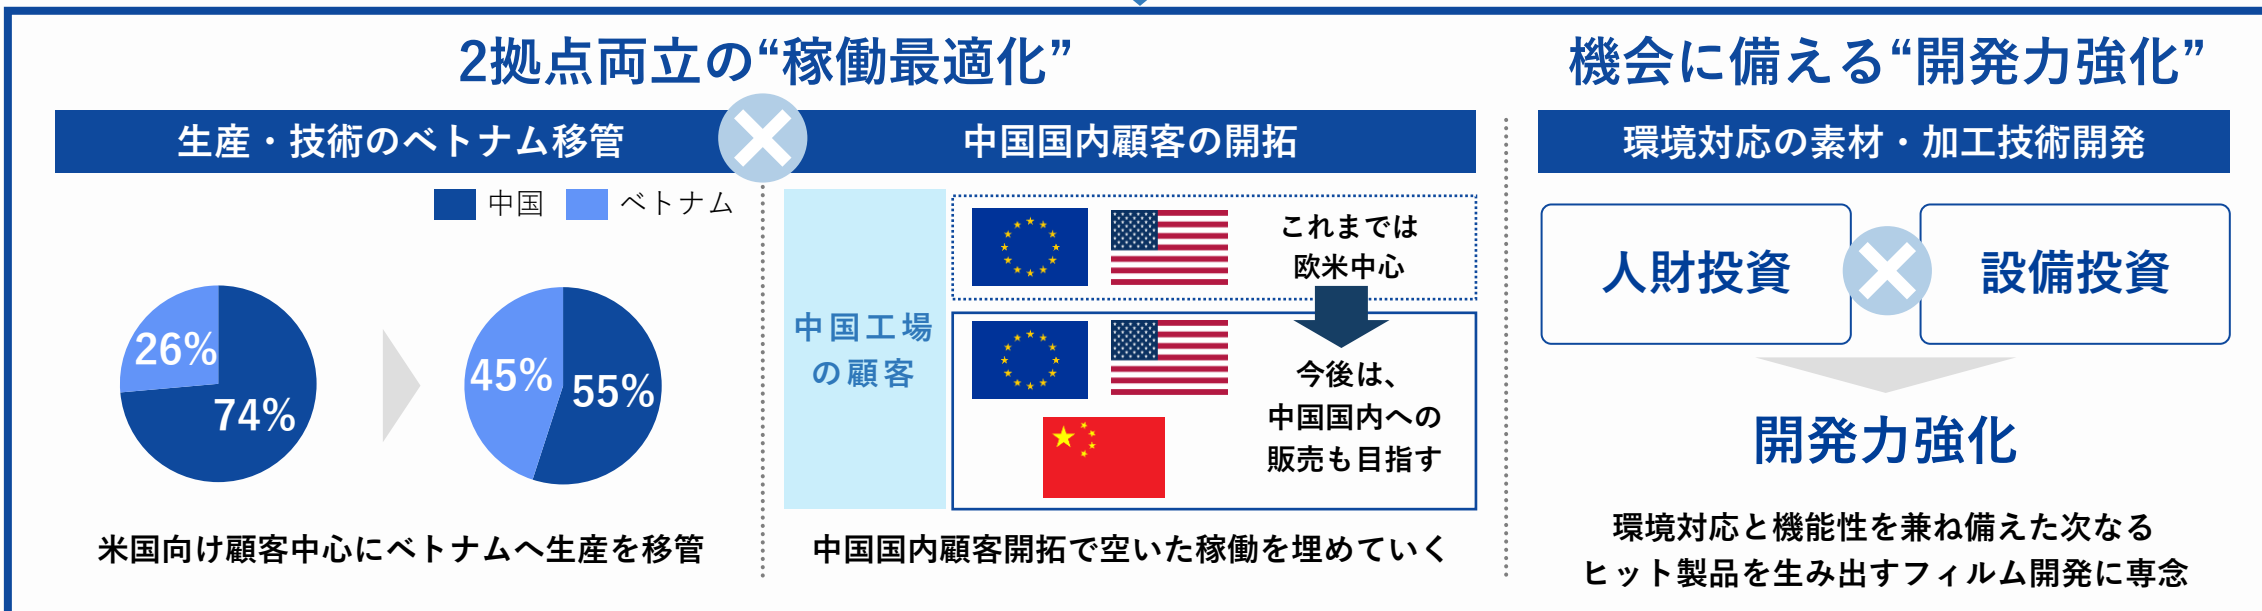 2拠点両立の“稼働最適化”
生産・技術のベトナム移管
中国国内顧客の開拓
中国
ベトナム
26%
74%
45%
55%
米国向け顧客中心にベトナムへ生産を移管
中国工場
の顧客
これまでは
欧米中心
今後は、
中国国内への
販売も目指す
中国国内顧客開拓で空いた稼働を埋めていく
機会に備える“開発力強化”
環境対応の素材・加工技術開発
人財投資
設備投資
開発力強化
環境対応と機能性を兼ね備えた次なる
ヒット製品を生み出すフィルム開発に専念